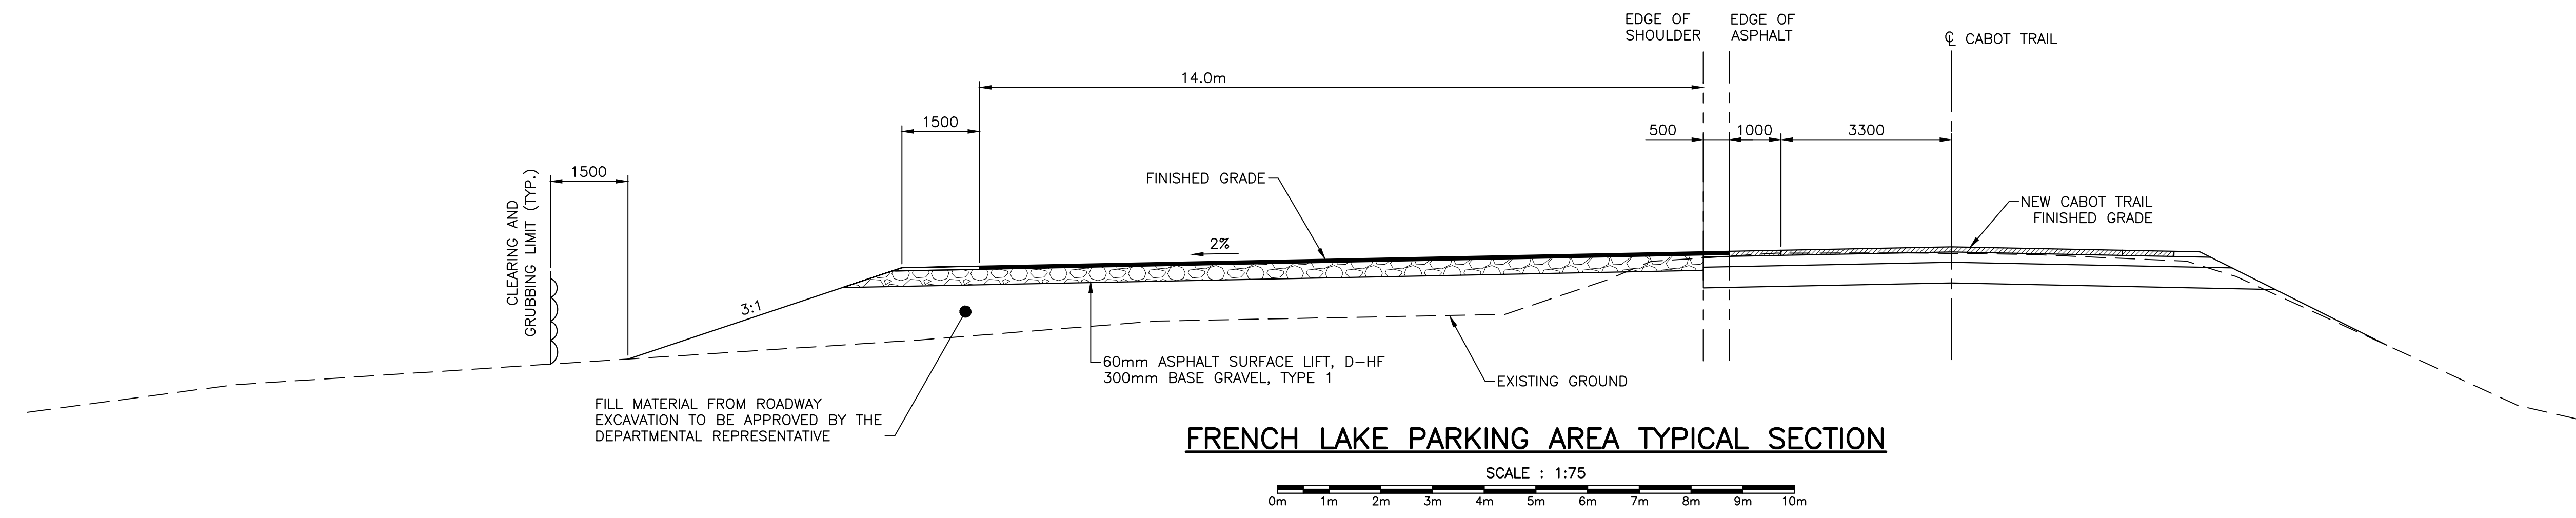 EDGE OF
SHOULDER
EDGE OF
ASPHALT
℄ CABOT TRAIL
14.0m
1500
500
1000
3300
1500
CLEARING AND
GRUBBING LIMIT (TYP.)
FINISHED GRADE
NEW CABOT TRAIL
FINISHED GRADE
2%
3:1
60mm ASPHALT SURFACE LIFT, D-HF
300mm BASE GRAVEL, TYPE 1
EXISTING GROUND
FILL MATERIAL FROM ROADWAY
EXCAVATION TO BE APPROVED BY THE
DEPARTMENTAL REPRESENTATIVE
FRENCH LAKE PARKING AREA TYPICAL SECTION
SCALE : 1:75
0m 1m 2m 3m 4m 5m 6m 7m 8m 9m 10m